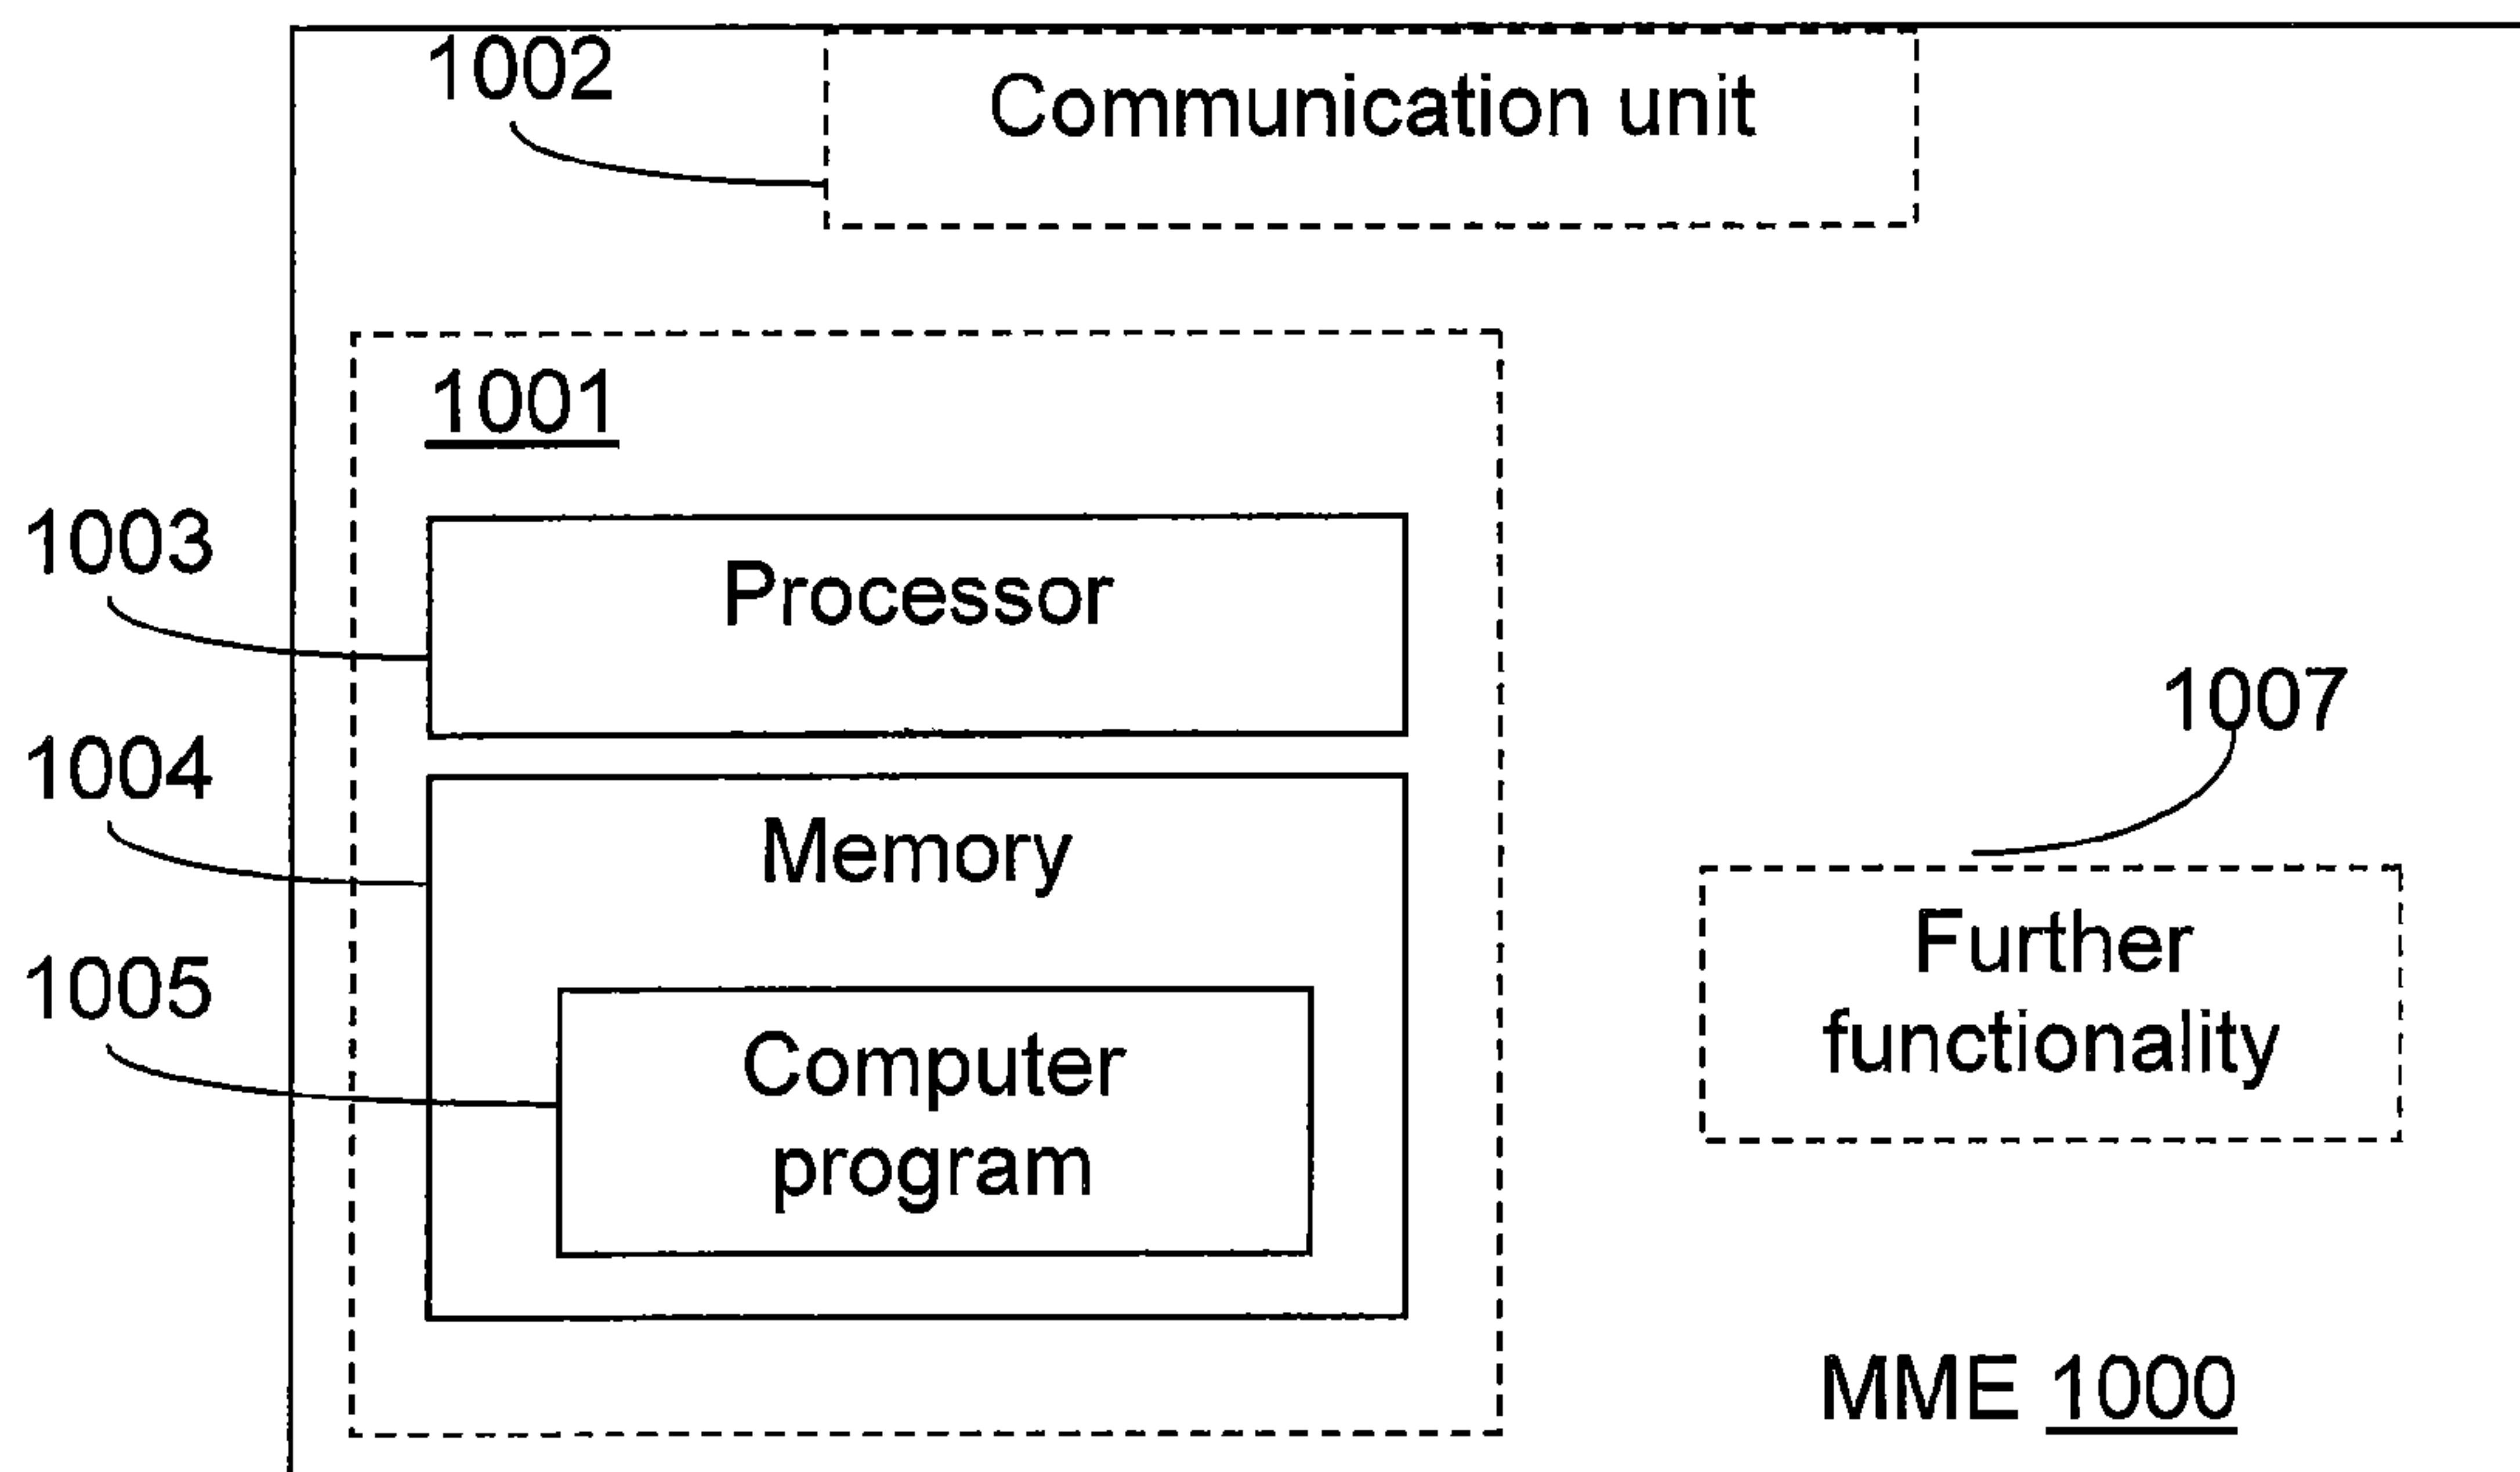 1002
Communication unit
1001
1003
Processor
1007
1004
Memory
Further
functionality
1005
Computer
program
MME 1000